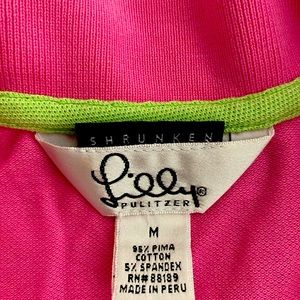 SHRUNKEN
Lilly®
PULITZER
M
95% PIMA
COTTON
5% SPANDEX
RN# 88189
MADE IN PERU